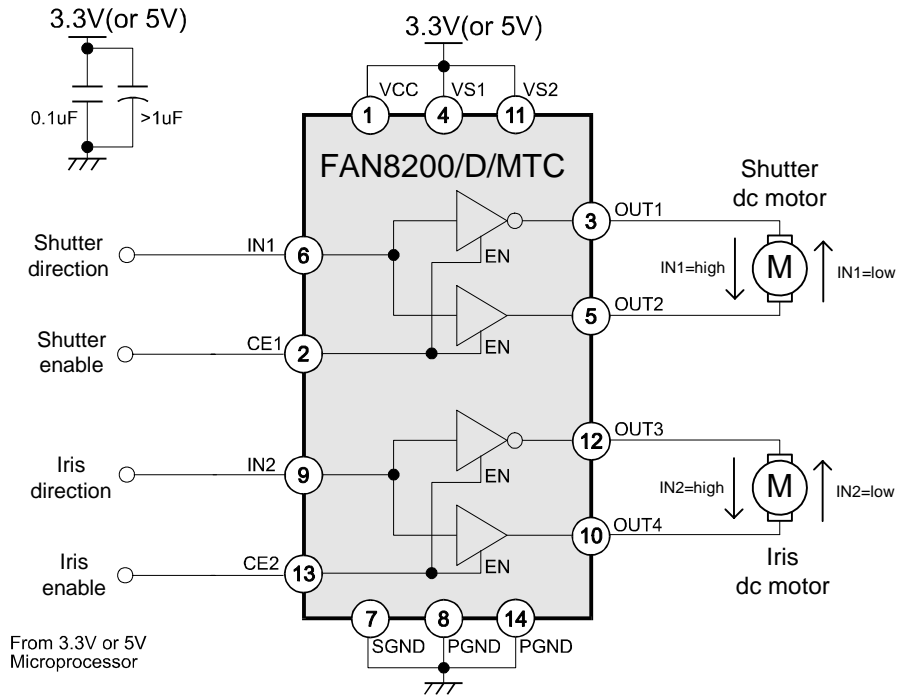 3.3V(or 5V)
0.1uF
>1uF
3.3V(or 5V)
VCC
VS1
VS2
1
4
11
FAN8200/D/MTC
Shutter
direction
IN1
6
EN
3
OUT1
Shutter
dc motor
IN1=high
M
IN1=low
Shutter
enable
CE1
2
EN
5
OUT2
Iris
direction
IN2
9
EN
12
OUT3
IN2=high
M
IN2=low
Iris
enable
CE2
13
EN
10
OUT4
Iris
dc motor
7
8
14
SGND
PGND
PGND
From 3.3V or 5V
Microprocessor